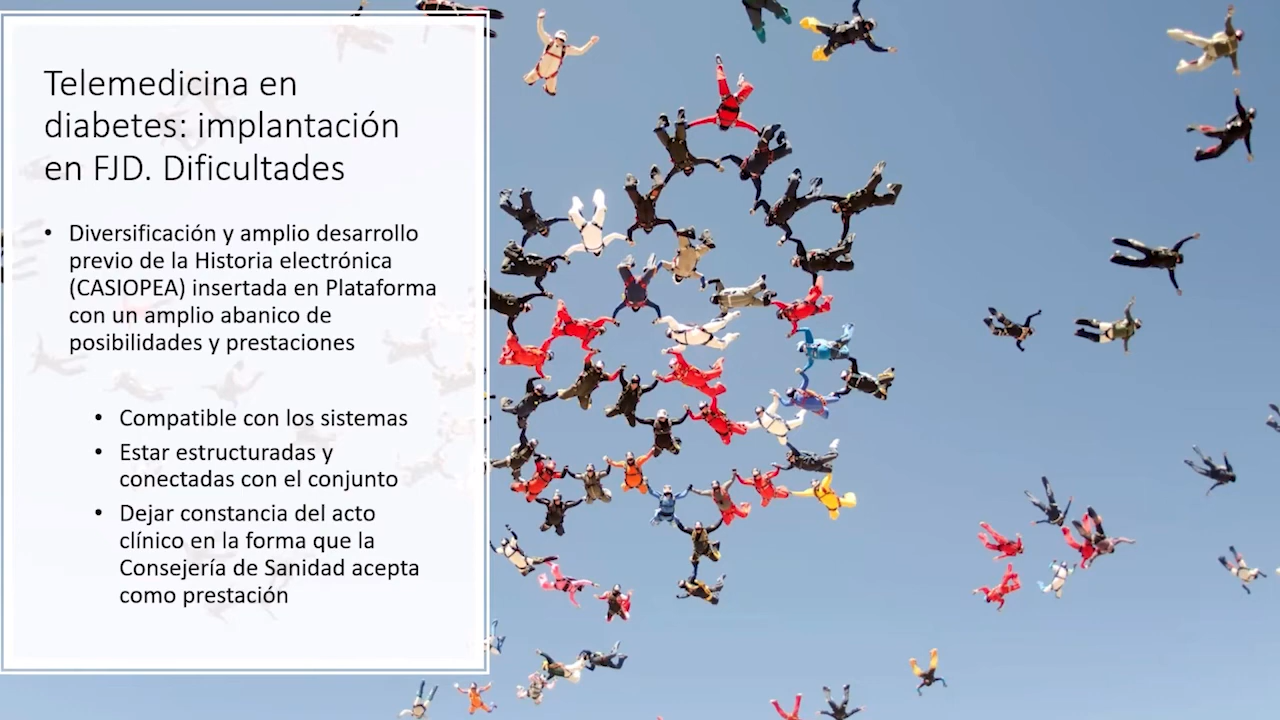 Telemedicina en
diabetes: implantación
en FJD. Dificultades
• Diversificación y amplio desarrollo
previo de la Historia electrónica
(CASIOPEA) insertada en Plataforma
con un amplio abanico de
posibilidades y prestaciones
• Compatible con los sistemas
• Estar estructuradas y
conectadas con el conjunto
• Dejar constancia del acto
clínico en la forma que la
Consejería de Sanidad acepta
como prestación